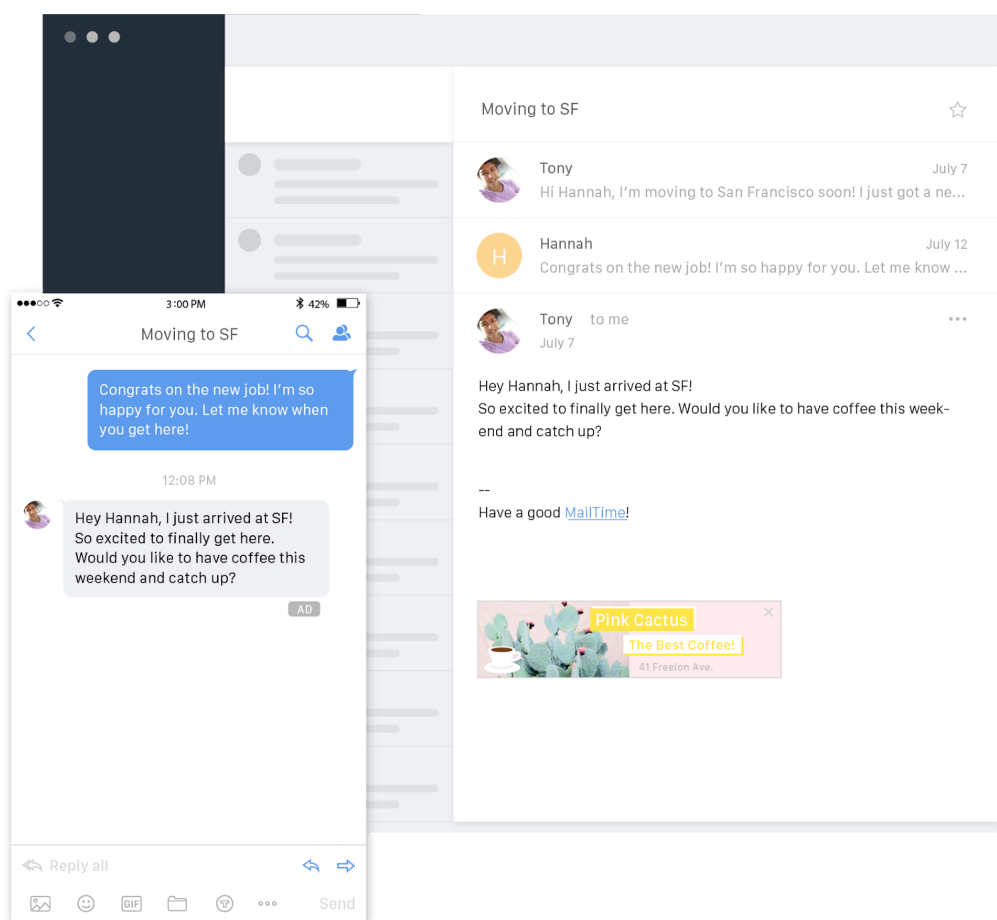 Moving to SF
Tony
July 7
Hi Hannah, I’m moving to San Francisco soon! I just got a ne...
H
Hannah
July 12
Congrats on the new job! I’m so happy for you. Let me know ...
Tony to me
July 7
Hey Hannah, I just arrived at SF!
So excited to finally get here. Would you like to have coffee this week-
end and catch up?
--
Have a good MailTime!
Pink Cactus
The Best Coffee!
41 Freelon Ave.
3:00 PM
42%
Moving to SF
Congrats on the new job! I’m so
happy for you. Let me know when
you get here!
12:08 PM
Hey Hannah, I just arrived at SF!
So excited to finally get here.
Would you like to have coffee this
weekend and catch up?
AD
Reply all
GIF
Send